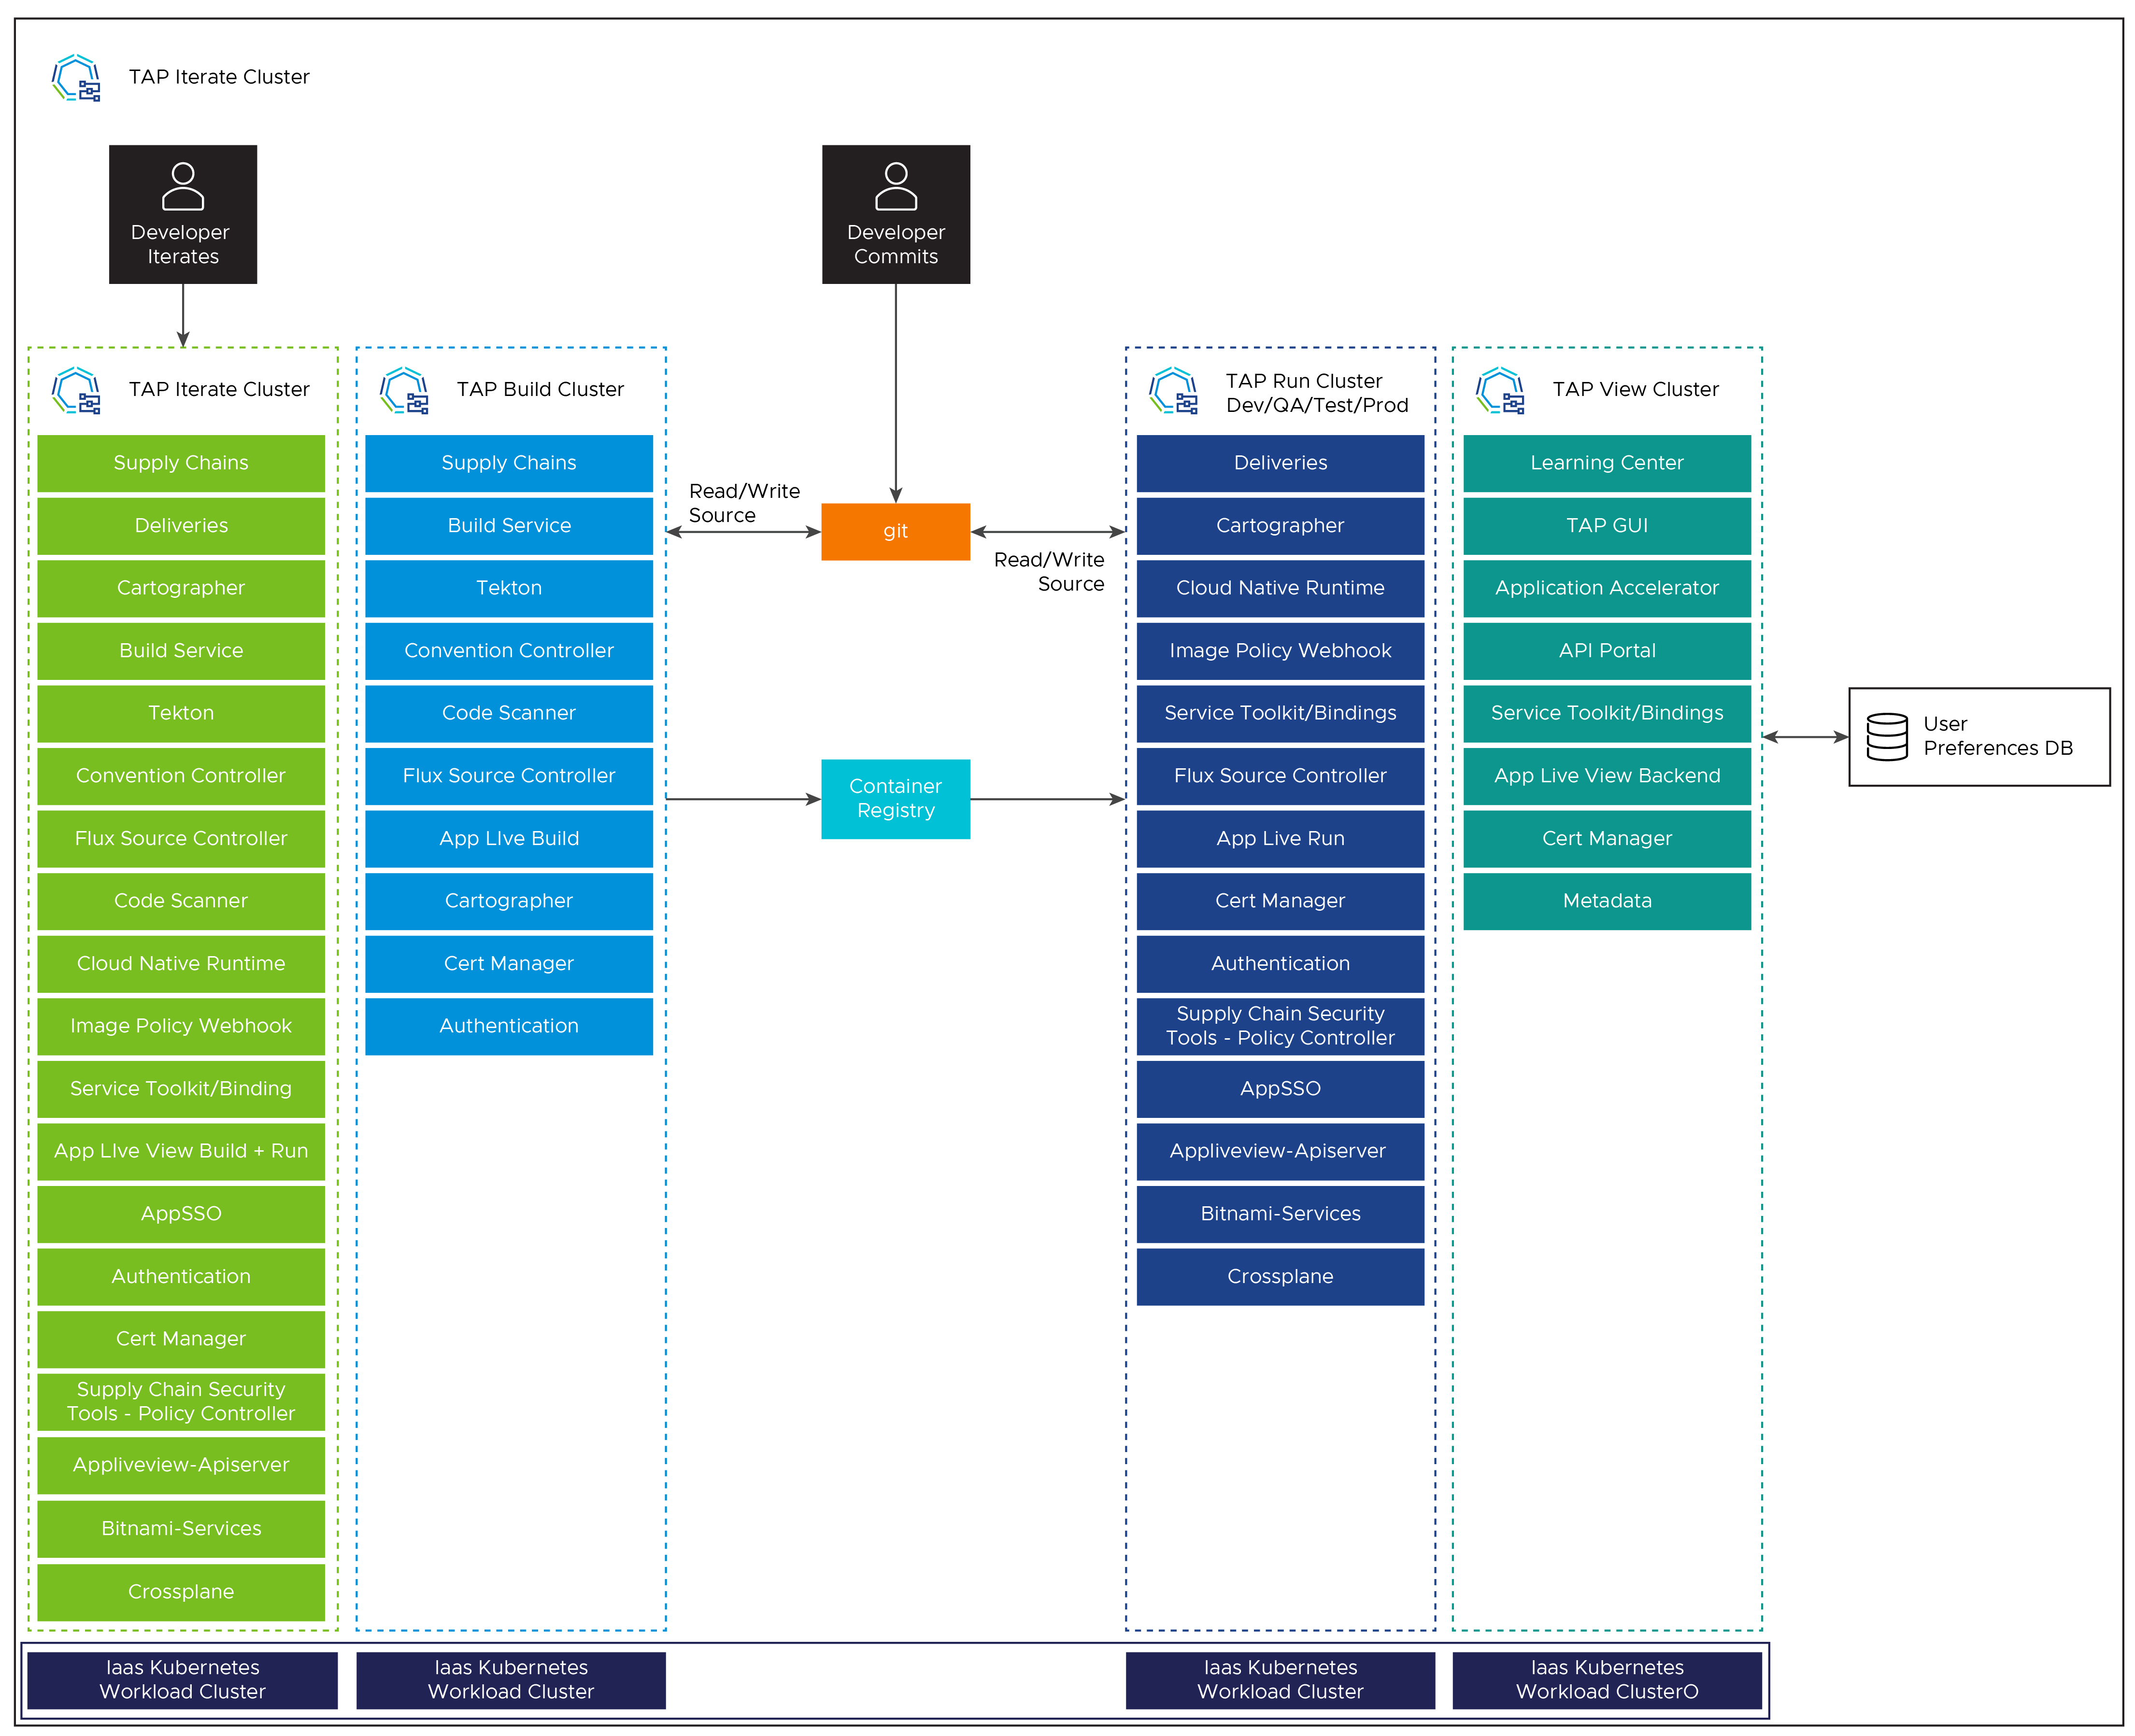 TAP Iterate Cluster
Developer
Iterates
Developer
Commits
TAP Iterate Cluster
Supply Chains
Deliveries
Cartographer
Build Service
Tekton
Convention Controller
Flux Source Controller
Code Scanner
Cloud Native Runtime
Image Policy Webhook
Service Toolkit/Binding
App LIve View Build + Run
AppSSO
Authentication
Cert Manager
Supply Chain Security
Tools - Policy Controller
Appliveview-Apiserver
Bitnami-Services
Crossplane
TAP Build Cluster
Supply Chains
Build Service
Tekton
Convention Controller
Code Scanner
Flux Source Controller
App LIve Build
Cartographer
Cert Manager
Authentication
Read/Write
Source
git
Read/Write
Source
Container
Registry
TAP Run Cluster
Dev/QA/Test/Prod
Deliveries
Cartographer
Cloud Native Runtime
Image Policy Webhook
Service Toolkit/Bindings
Flux Source Controller
App Live Run
Cert Manager
Authentication
Supply Chain Security
Tools - Policy Controller
AppSSO
Appliveview-Apiserver
Bitnami-Services
Crossplane
TAP View Cluster
Learning Center
TAP GUI
Application Accelerator
API Portal
Service Toolkit/Bindings
App Live View Backend
Cert Manager
Metadata
User
Preferences DB
Iaas Kubernetes
Workload Cluster
Iaas Kubernetes
Workload Cluster
Iaas Kubernetes
Workload Cluster
Iaas Kubernetes
Workload ClusterO